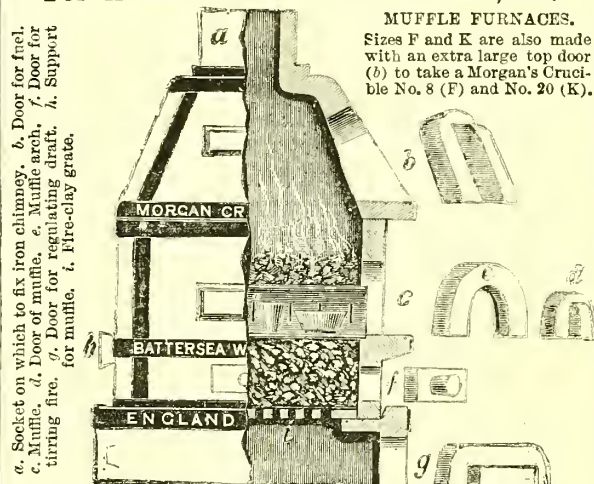 MUFFLE FURNACES.
Sizes F and K are also made
with an extra large top door
(b) to take a Morgan's Cruci-
ble No. 8 (F) and No. 20 (K).
a. Socket on which to fix iron chimney. b. Door for fuel.
c. Muffle. d. Door of muffle. e. Muffle arch. f. Door for
tirring fire. g. Door for regulating draft. h. Support
for muffle. i. Fire-clay grate.
a
b
MORGAN CR
c
e
d
h
BATTERSEA W
f
ENGLAND
i
g